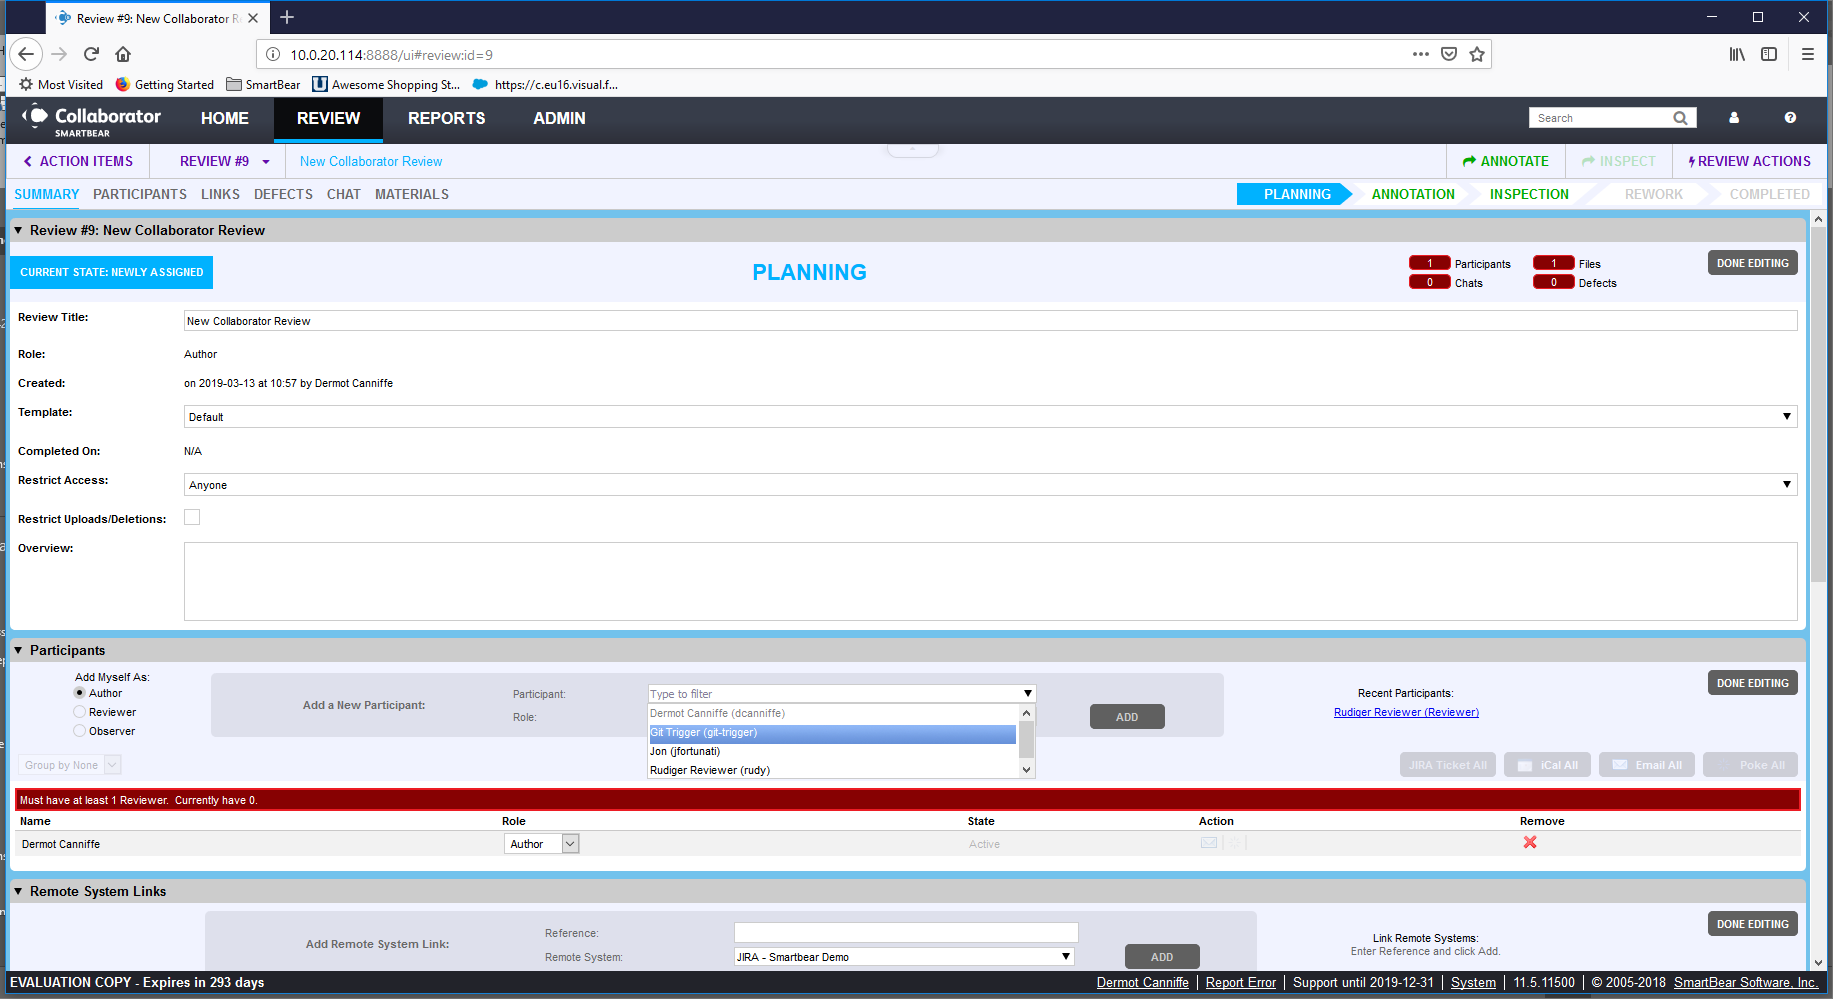 Review #9: New Collaborator R
10.0.20.114:8888/ui#review:id=9
Most Visited Getting Started SmartBear Awesome Shopping St... https://c.eu16.visual.f...
Collaborator
SMARTBEAR
HOME REVIEW REPORTS ADMIN Search
ACTION ITEMS REVIEW #9 New Collaborator Review ANNOTATE INSPECT REVIEW ACTIONS
SUMMARY PARTICIPANTS LINKS DEFECTS CHAT MATERIALS PLANNING ANNOTATION INSPECTION REWORK COMPLETED
Review #9: New Collaborator Review
CURRENT STATE: NEWLY ASSIGNED PLANNING
1 Participants 1 Files
0 Chats 0 Defects
DONE EDITING
Review Title: New Collaborator Review
Role: Author
Created: on 2019-03-13 at 10:57 by Dermot Canniffe
Template: Default
Completed On: N/A
Restrict Access: Anyone
Restrict Uploads/Deletions:
Overview:
Participants
Add Myself As:
Author
Reviewer
Observer
Add a New Participant:
Participant: Type to filter
Role:
Dermot Canniffe (dcanniffe)
Git Trigger (git-trigger)
Jon (jfortunati)
Rudiger Reviewer (rudy)
ADD
Recent Participants:
Rudiger Reviewer (Reviewer)
DONE EDITING
Group by None JIRA Ticket All iCal All Email All Poke All
Must have at least 1 Reviewer. Currently have 0.
Name Role State Action Remove
Dermot Canniffe Author Active
Remote System Links
Add Remote System Link:
Reference:
Remote System: JIRA - Smartbear Demo
ADD
Link Remote Systems:
Enter Reference and click Add.
DONE EDITING
EVALUATION COPY - Expires in 293 days Dermot Canniffe | Report Error | Support until 2019-12-31 | System | 11.5.11500 | © 2005-2018 SmartBear Software, Inc.